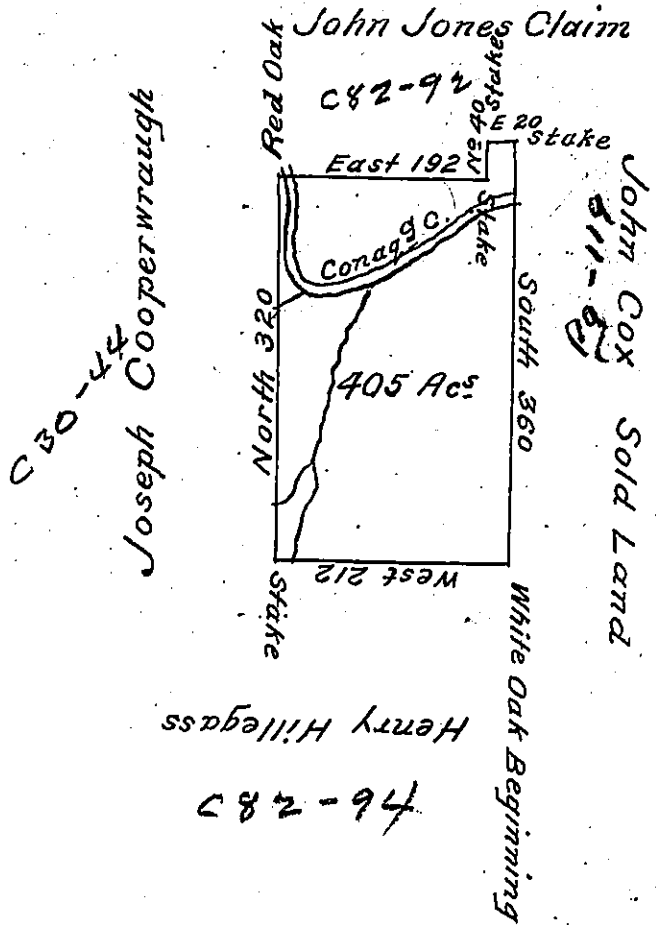 John Jones Claim
C82-92
Red Oak
East 192
No 40
Stake
E 20
Stake
Stake
Conagg C.
405 Acs
North 320
South 360
West 212
Stake
White Oak Beginning
Joseph Cooperwraugh
C30-44
John Cox Sold Land
Henry Hillegass
C82-94